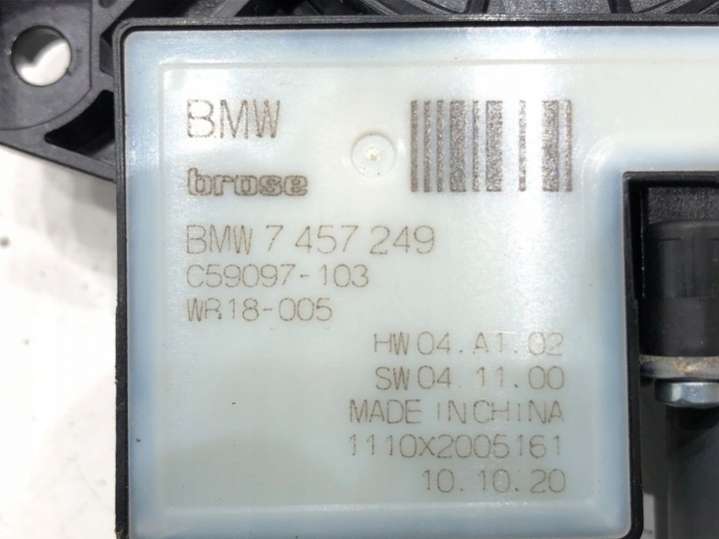 BMW
brose
BMW 7 457 249
C59097-103
WR18-005
HW 04.A1.02
SW 04.11.00
MADE IN CHINA
1110X2005161
10.10.20